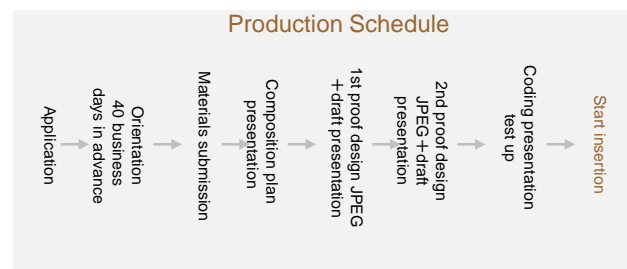 Production Schedule
Application
Orientation
40 business
days in advance
Materials submission
Composition plan
presentation
1st proof design JPEG
＋draft presentation
2nd proof design
JPEG＋draft
presentation
Coding presentation
test up
Start insertion